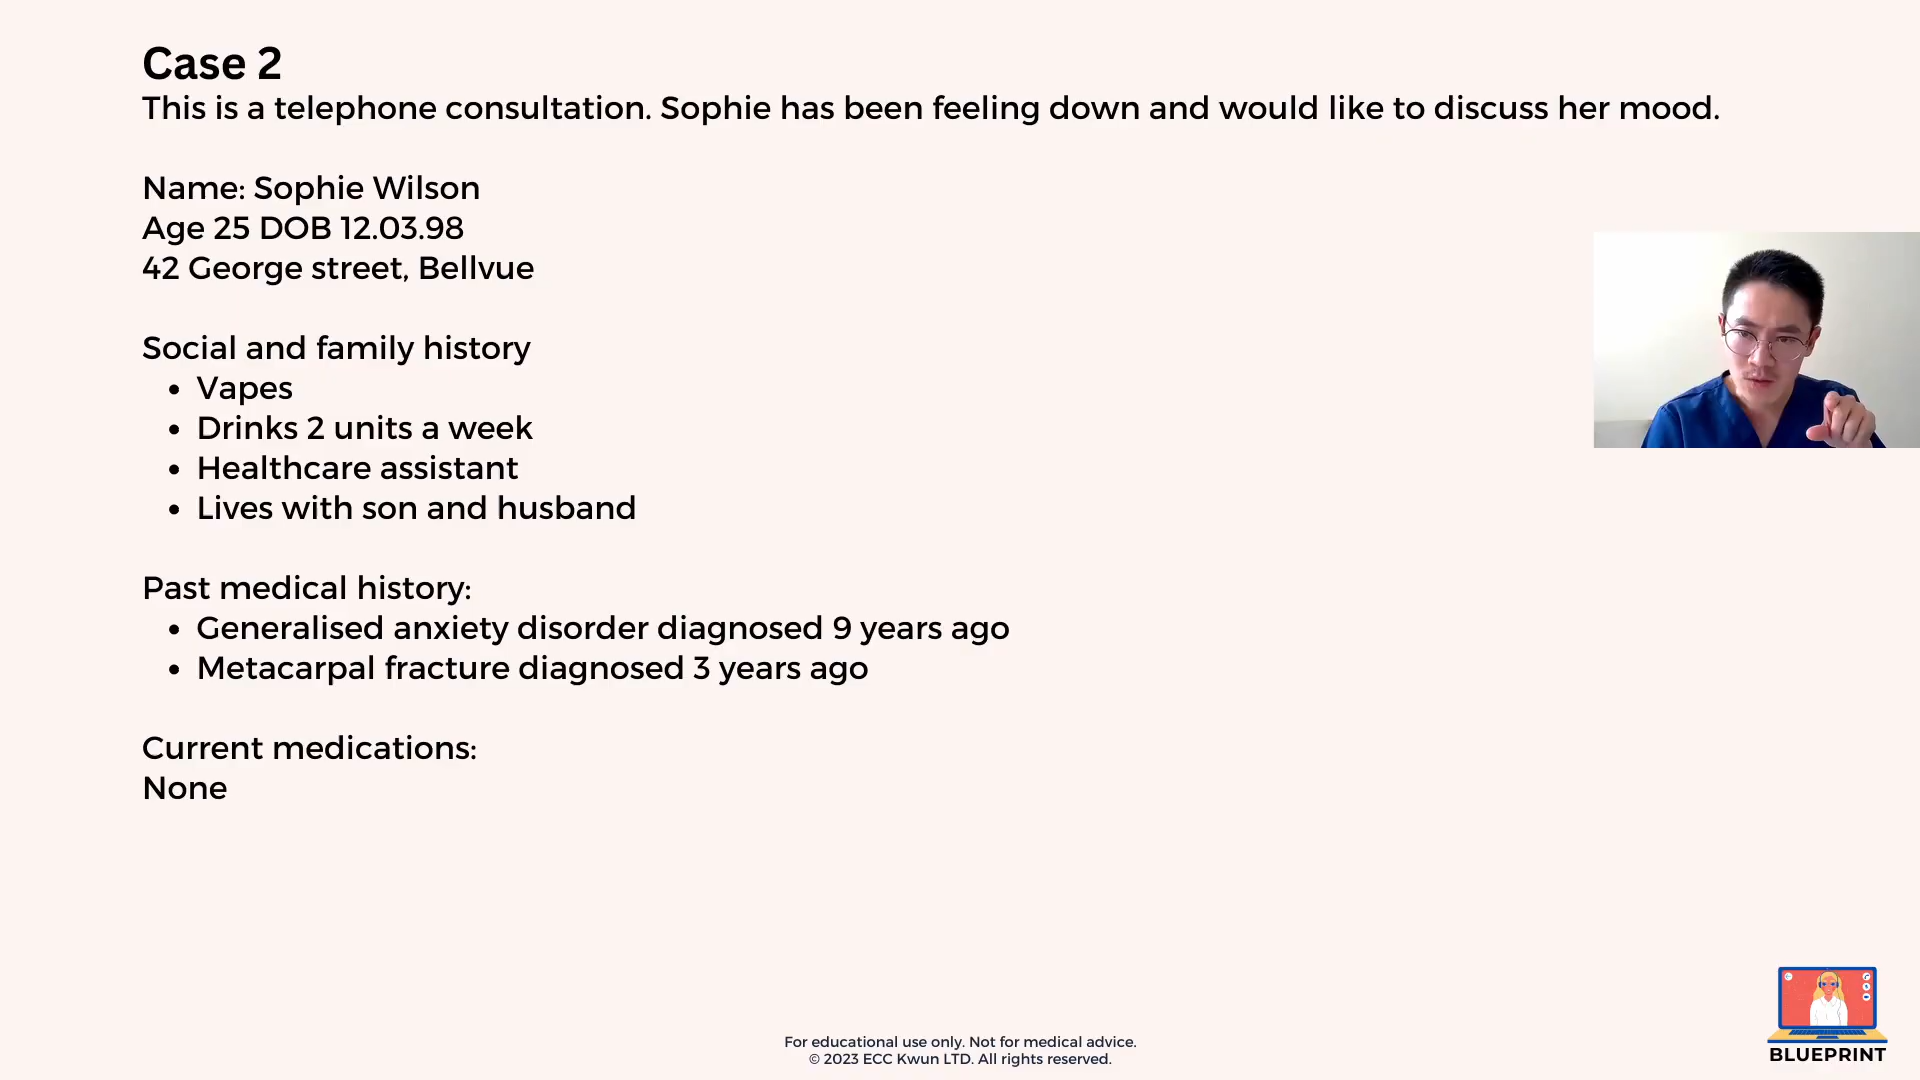 Case 2
This is a telephone consultation. Sophie has been feeling down and would like to discuss her mood.
Name: Sophie Wilson
Age 25 DOB 12.03.98
42 George street, Bellvue
Social and family history
• Vapes
• Drinks 2 units a week
• Healthcare assistant
• Lives with son and husband
Past medical history:
• Generalised anxiety disorder diagnosed 9 years ago
• Metacarpal fracture diagnosed 3 years ago
Current medications:
None
For educational use only. Not for medical advice.
© 2023 ECC Kwun LTD. All rights reserved.
BLUEPRINT